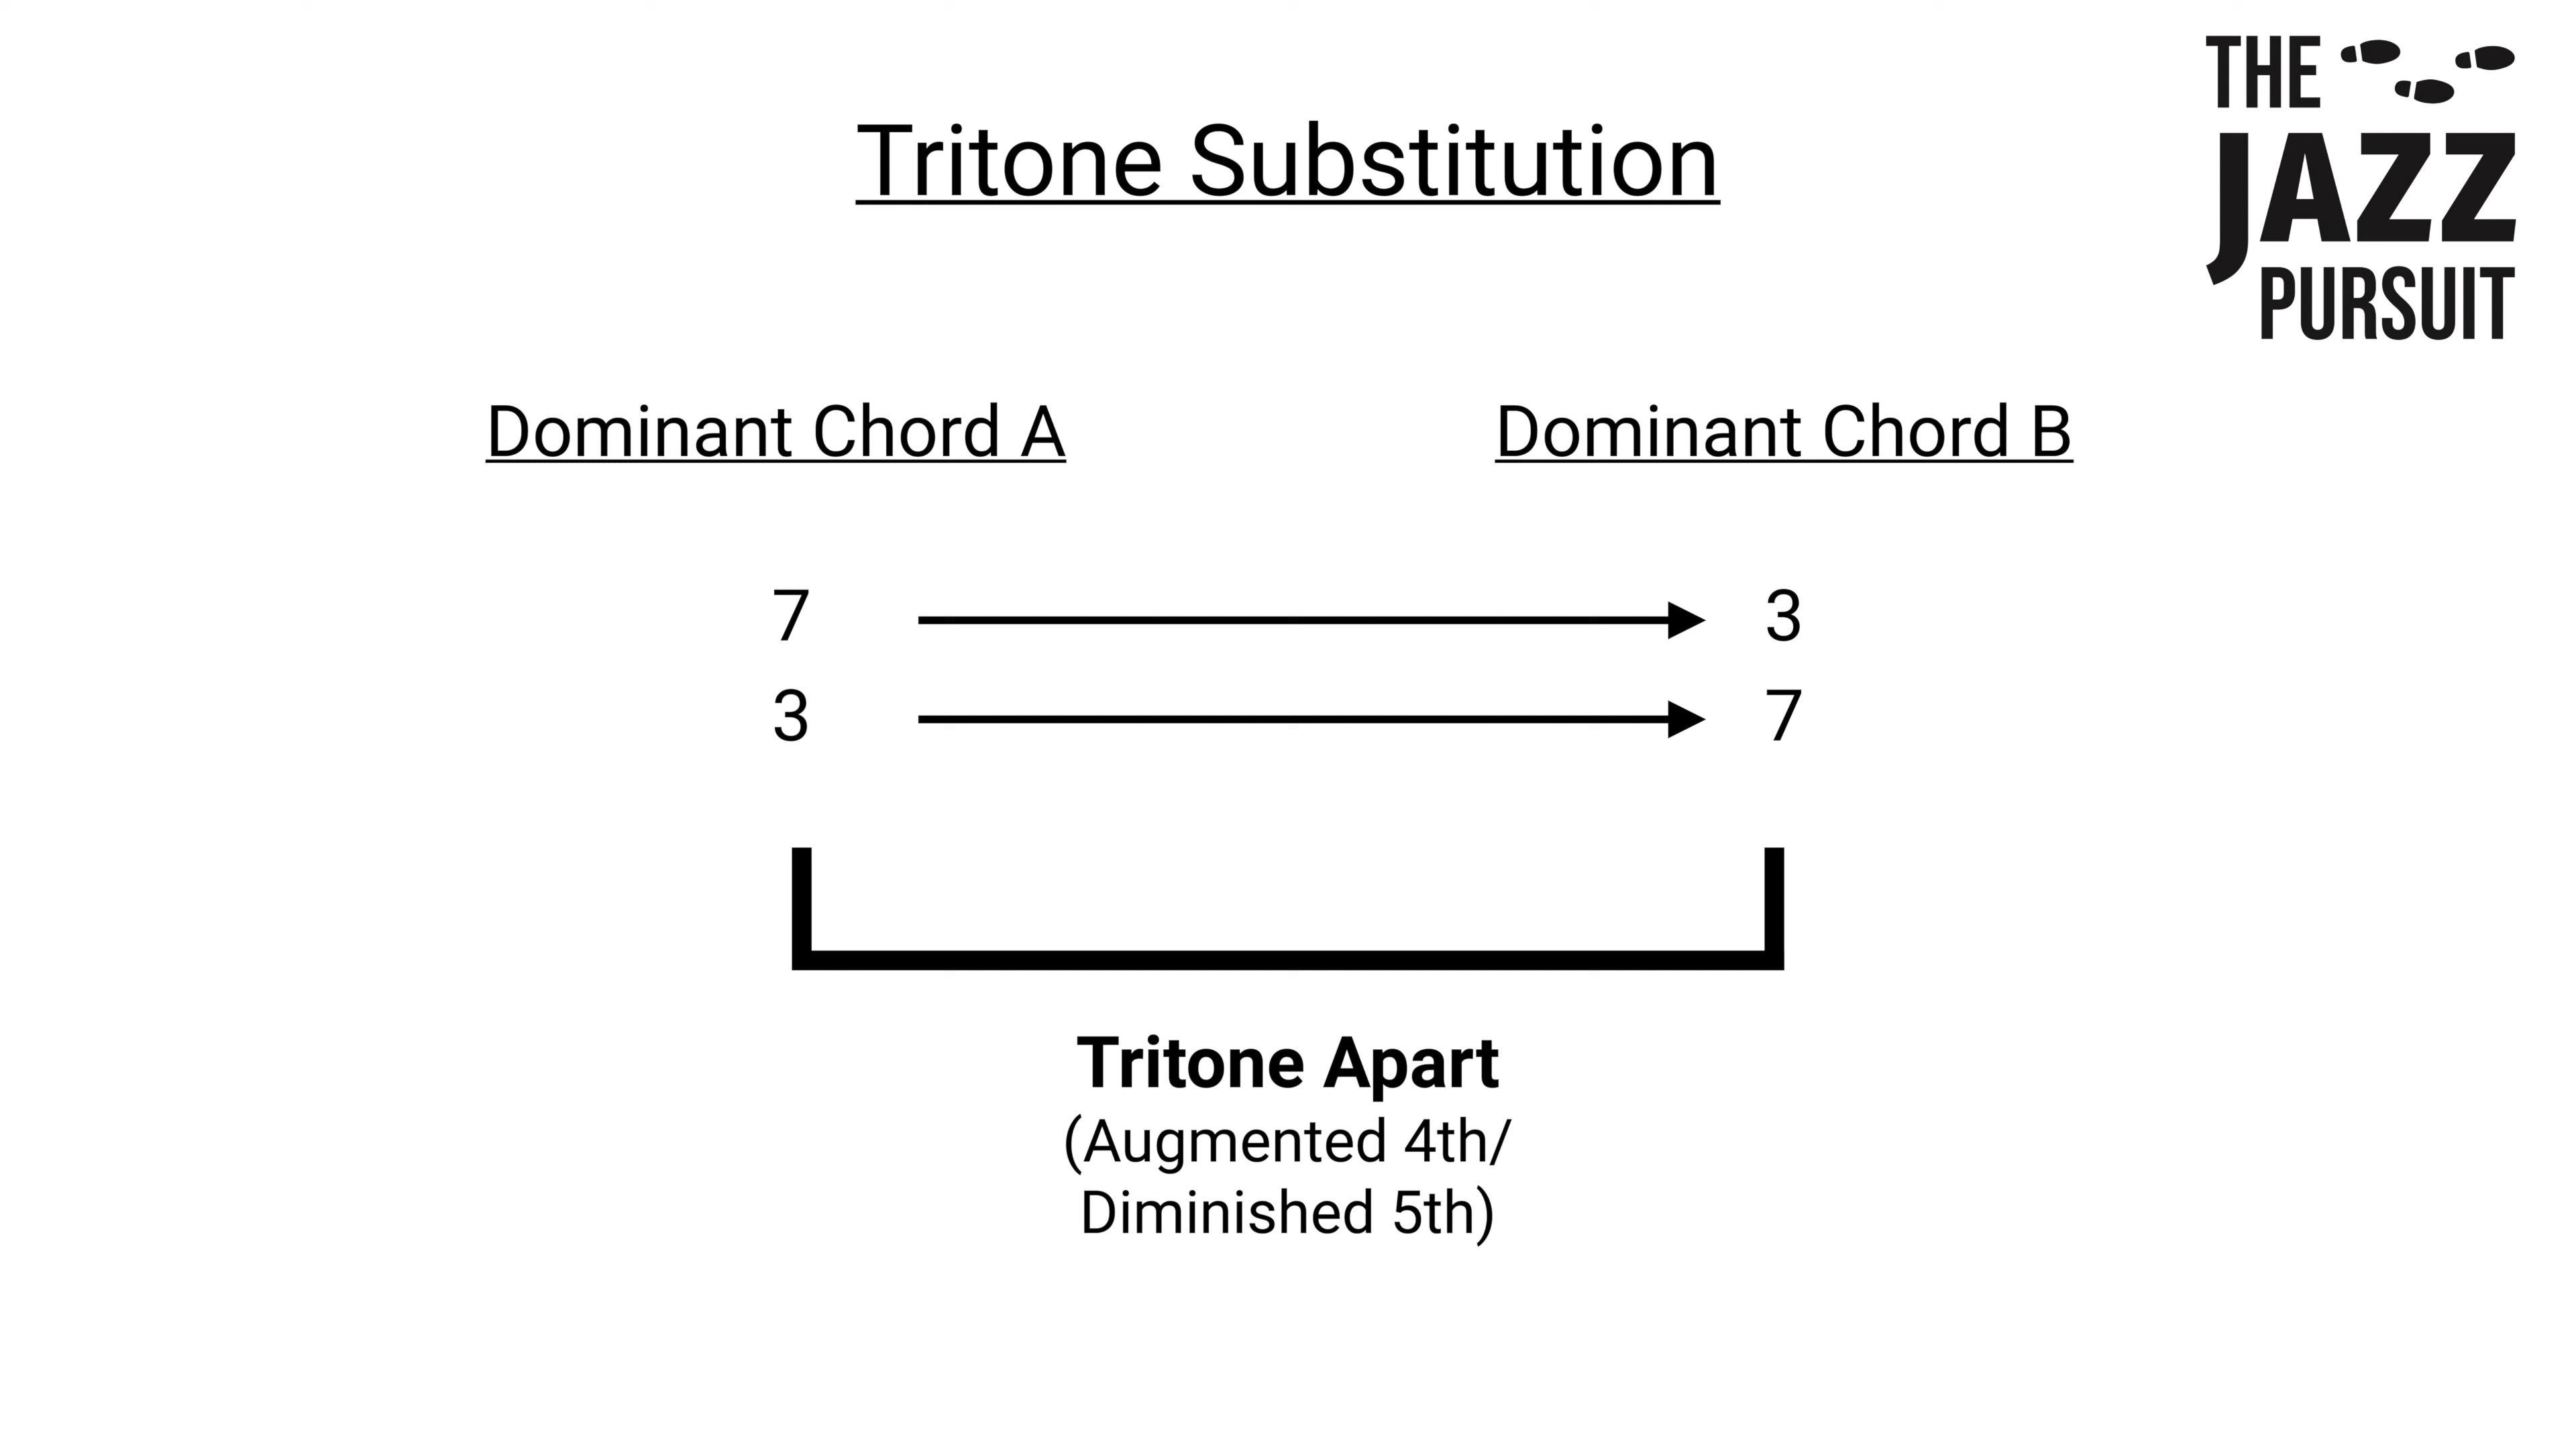 THE
JAZZ
PURSUIT
Tritone Substitution
Dominant Chord A
Dominant Chord B
7
3
3
7
Tritone Apart
(Augmented 4th/
Diminished 5th)